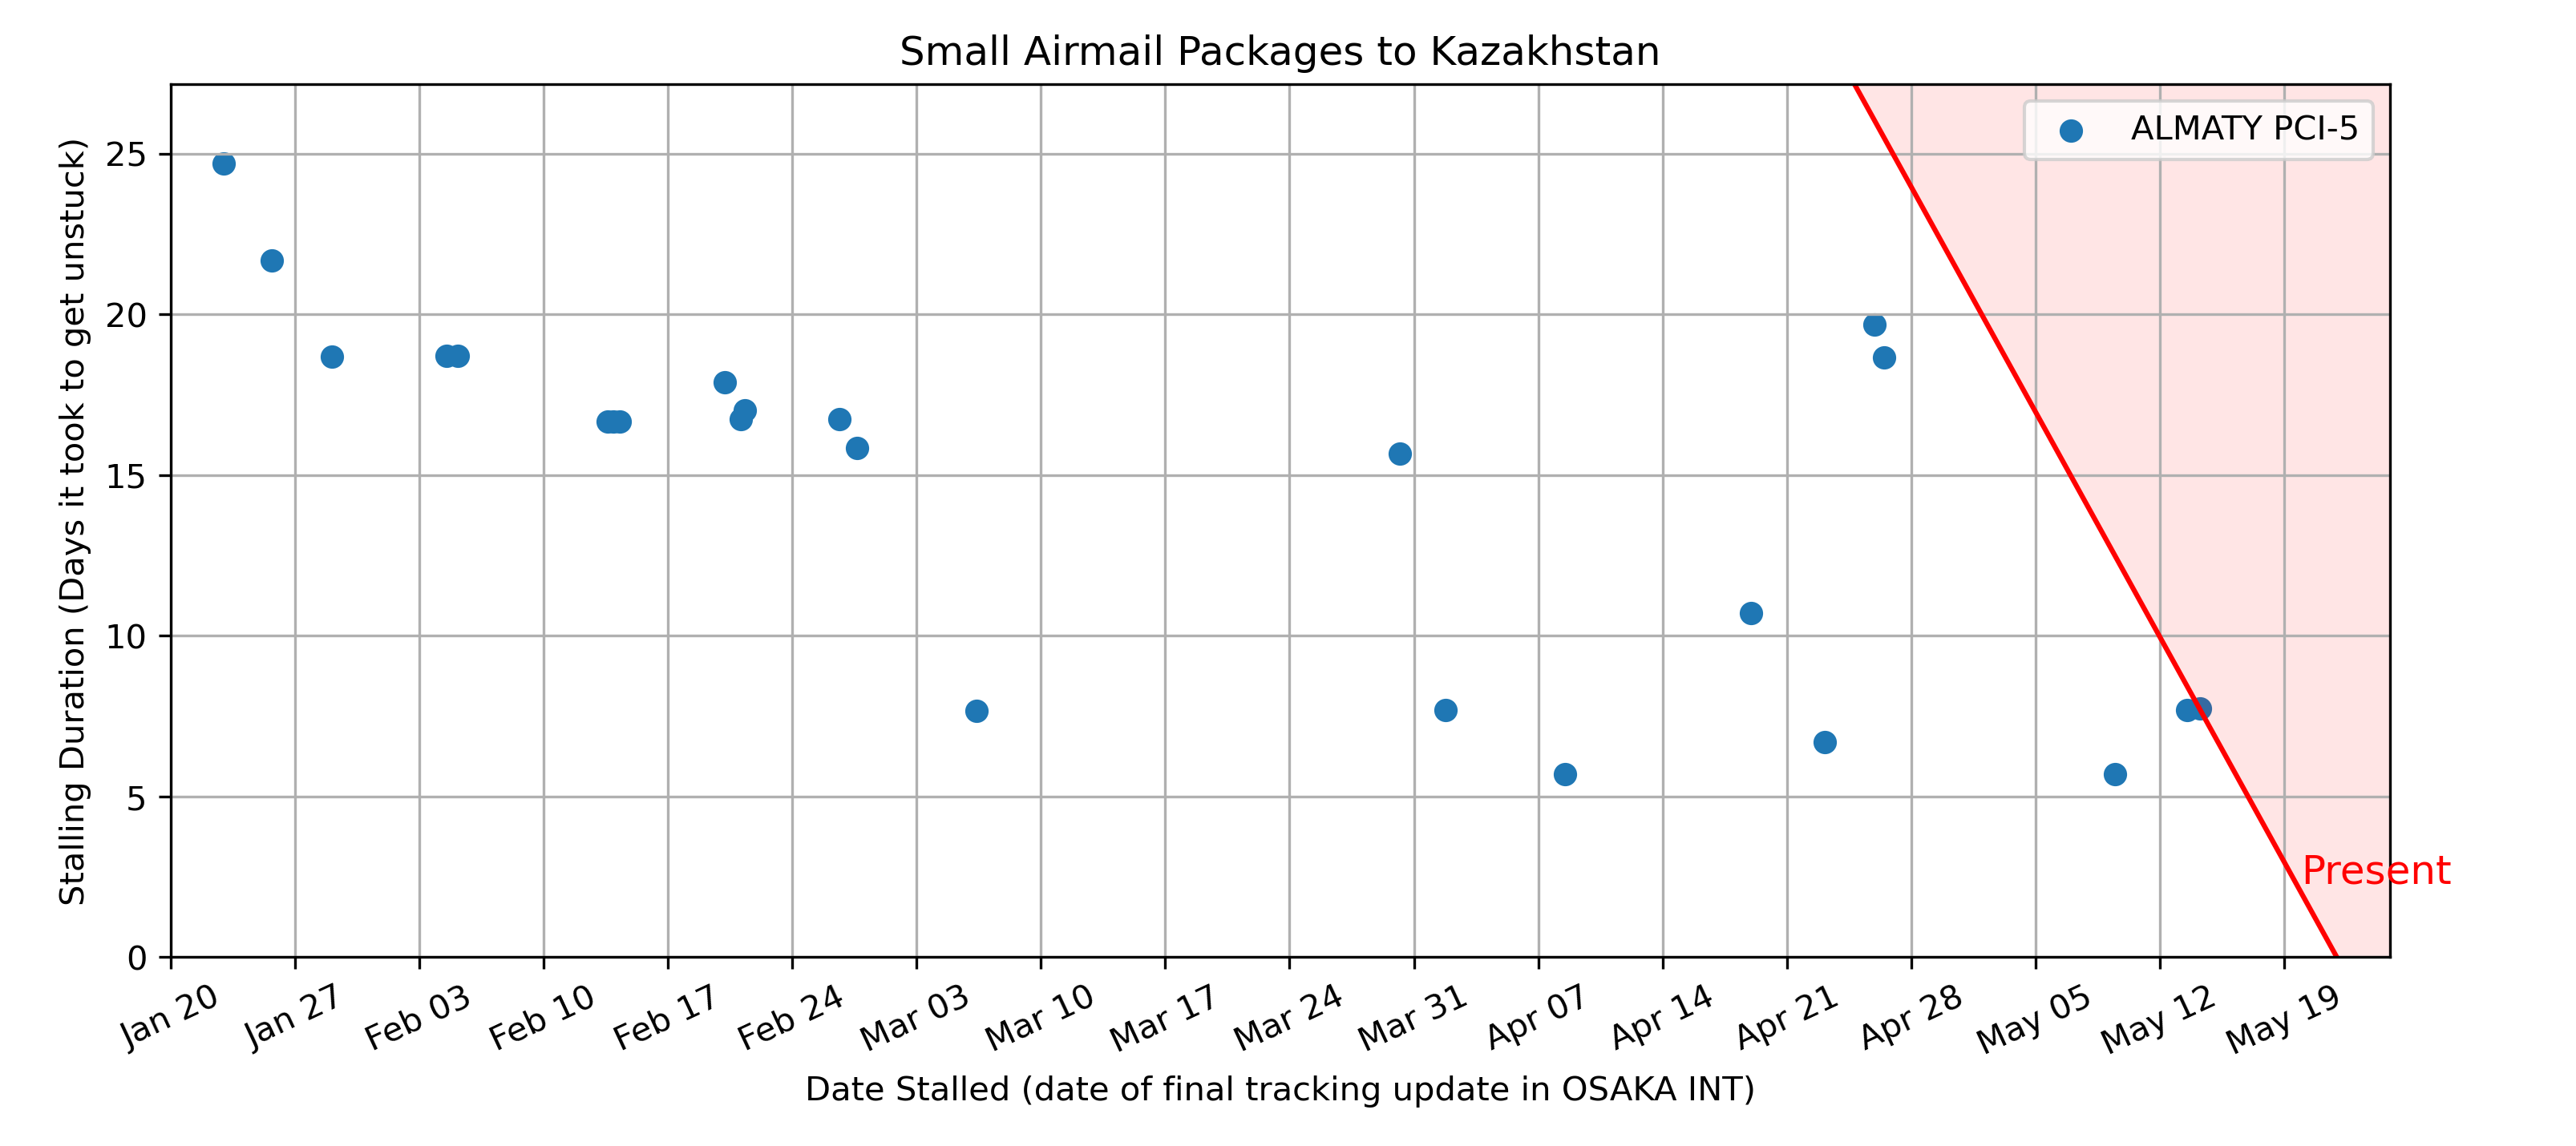 Small Airmail Packages to Kazakhstan
ALMATY PCI-5
Stalling Duration (Days it took to get unstuck)
25
20
15
10
5
0
Present
Jan 20
Jan 27
Feb 03
Feb 10
Feb 17
Feb 24
Mar 03
Mar 10
Mar 17
Mar 24
Mar 31
Apr 07
Apr 14
Apr 21
Apr 28
May 05
May 12
May 19
Date Stalled (date of final tracking update in OSAKA INT)